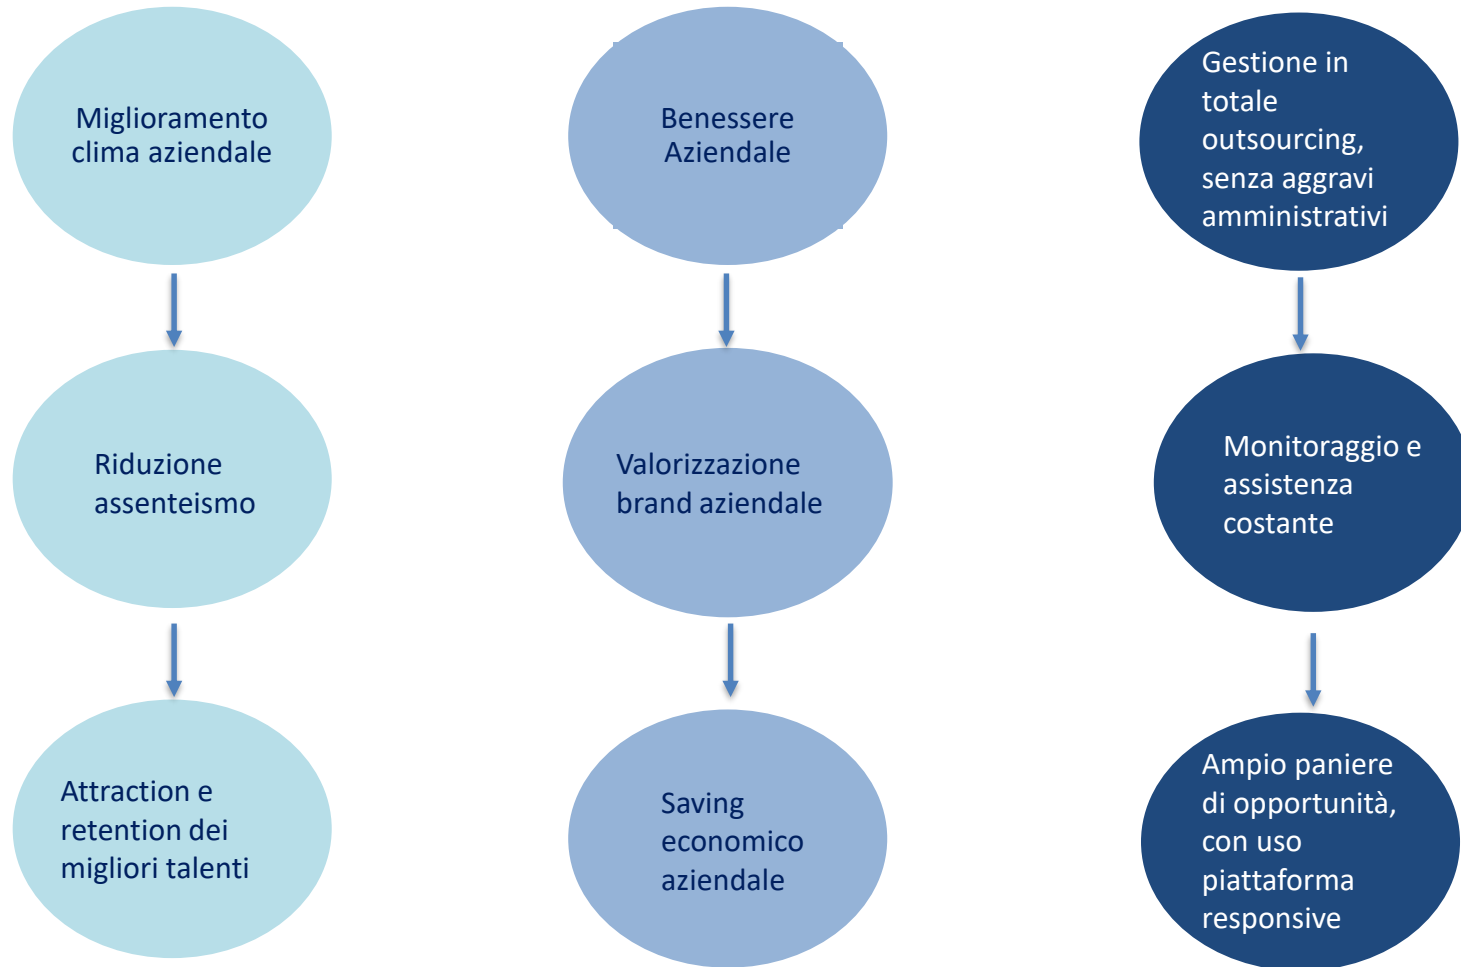 Miglioramento
clima aziendale
Riduzione
assenteismo
Attraction e
retention dei
migliori talenti
Benessere
Aziendale
Valorizzazione
brand aziendale
Saving
economico
aziendale
Gestione in
totale
outsourcing,
senza aggravi
amministrativi
Monitoraggio e
assistenza
costante
Ampio paniere
di opportunità,
con uso
piattaforma
responsive